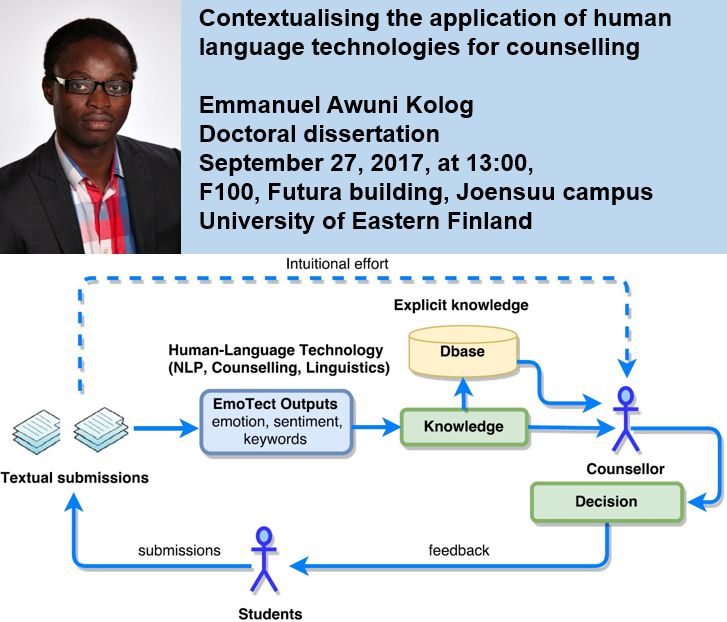 Contextualising the application of human
language technologies for counselling
Emmanuel Awuni Kolog
Doctoral dissertation
September 27, 2017, at 13:00,
F100, Futura building, Joensuu campus
University of Eastern Finland
Intuitional effort
Explicit knowledge
Dbase
Human-Language Technology
(NLP, Counselling, Linguistics)
EmoTect Outputs
emotion, sentiment,
keywords
Knowledge
Counsellor
Textual submissions
Decision
submissions
feedback
Students